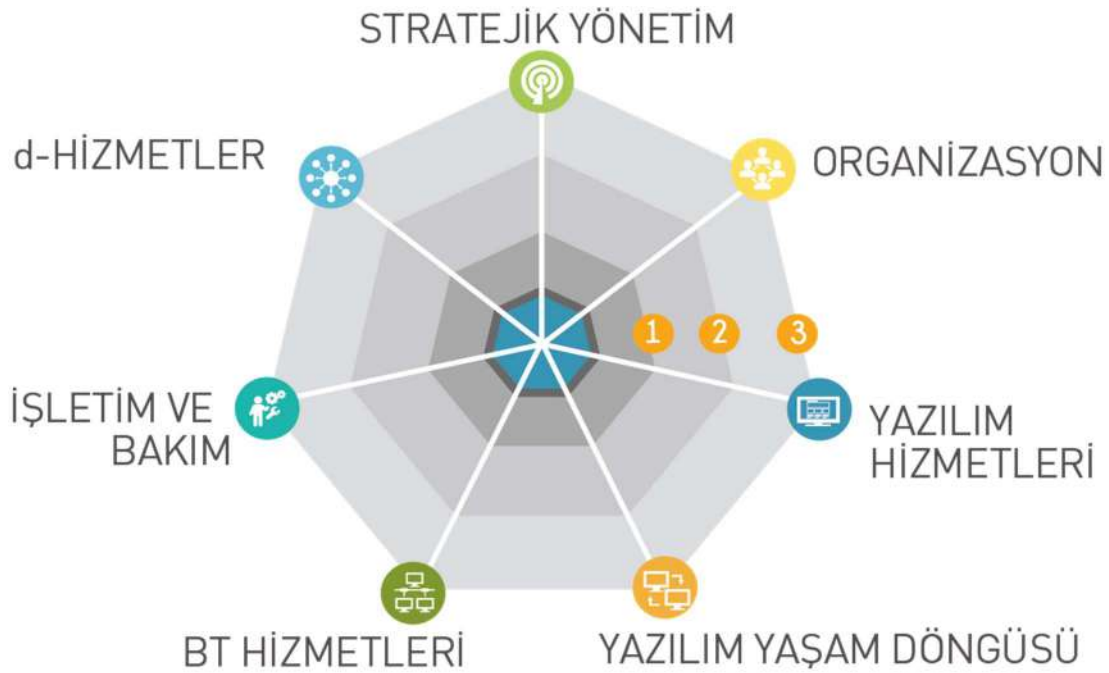 STRATEJİK YÖNETİM
d-HİZMETLER
ORGANİZASYON
1 2 3
İŞLETİM VE
BAKIM
YAZILIM
HİZMETLERİ
BT HİZMETLERİ
YAZILIM YAŞAM DÖNGÜSÜ